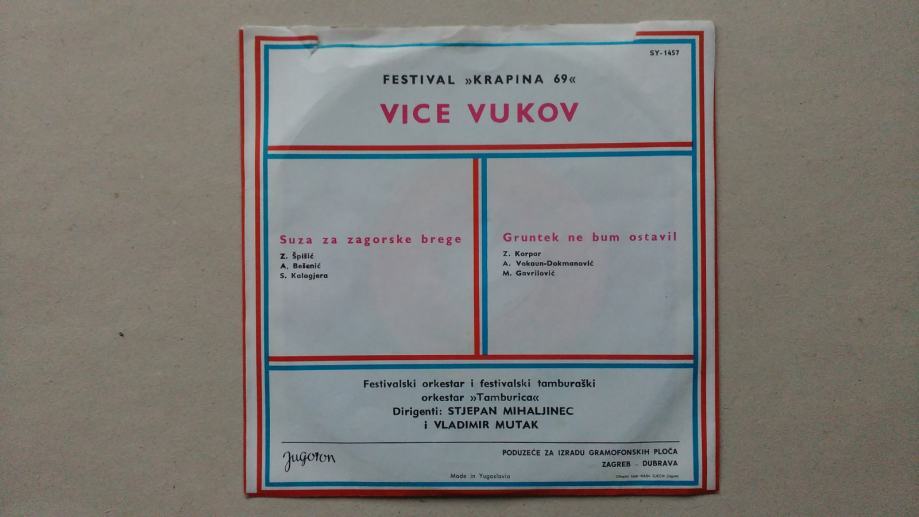 SY-1457
FESTIVAL »KRAPINA 69«
VICE VUKOV
Suza za zagorske brege
Z. Špišić
A. Bešenić
S. Kalogjera
Gruntek ne bum ostavil
Z. Korpar
A. Vokaun-Dokmanović
M. Gavrilović
Festivalski orkestar i festivalski tamburaški
orkestar »Tamburica«
Dirigenti: STJEPAN MIHALJINEC
i VLADIMIR MUTAK
Jugoton
PODUZEĆE ZA IZRADU GRAMOFONSKIH PLOČA
ZAGREB - DUBRAVA
Made in Yugoslavia